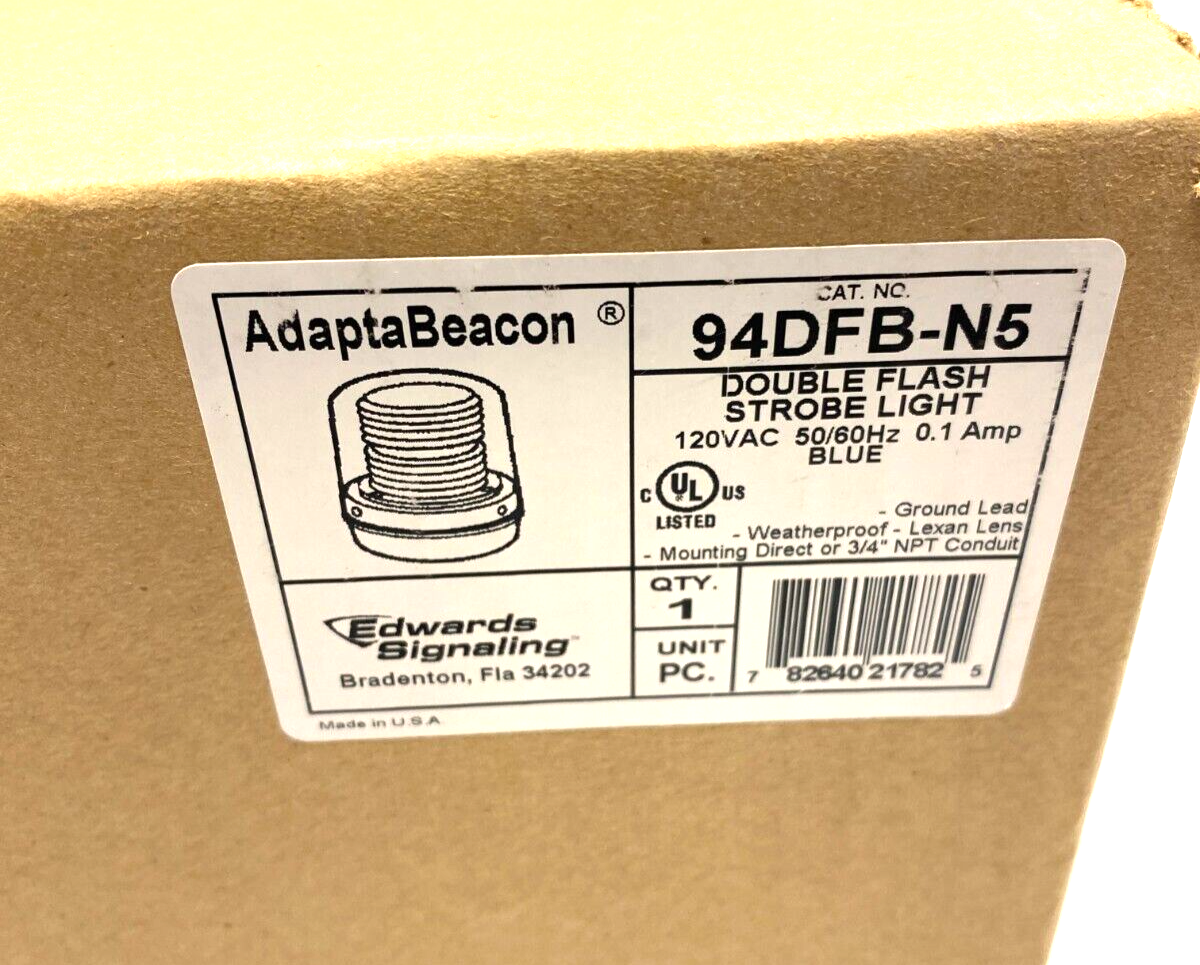 AdaptaBeacon ®
CAT. NO.
94DFB-N5
DOUBLE FLASH
STROBE LIGHT
120VAC 50/60Hz 0.1 Amp
BLUE
C UL US
LISTED
- Ground Lead
- Weatherproof - Lexan Lens
- Mounting Direct or 3/4" NPT Conduit
Edwards
Signaling™
Bradenton, Fla 34202
QTY.
1
UNIT
PC.
7 82640 21782 5
Made in U.S.A.